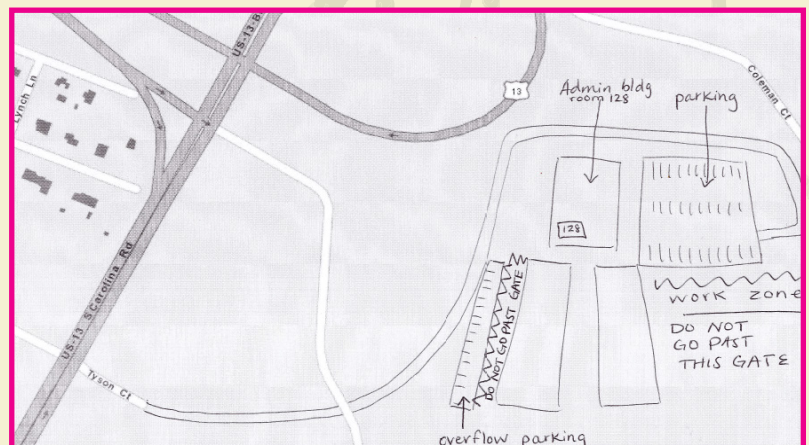 US-13-B
Lynch Ln
13
Coleman Ct
Admin bldg
room 128
parking
128
US-13 S Carolina Rd
DO NOT GO PAST GATE
work zone
DO NOT
GO PAST
THIS GATE
Tyson Ct
overflow parking